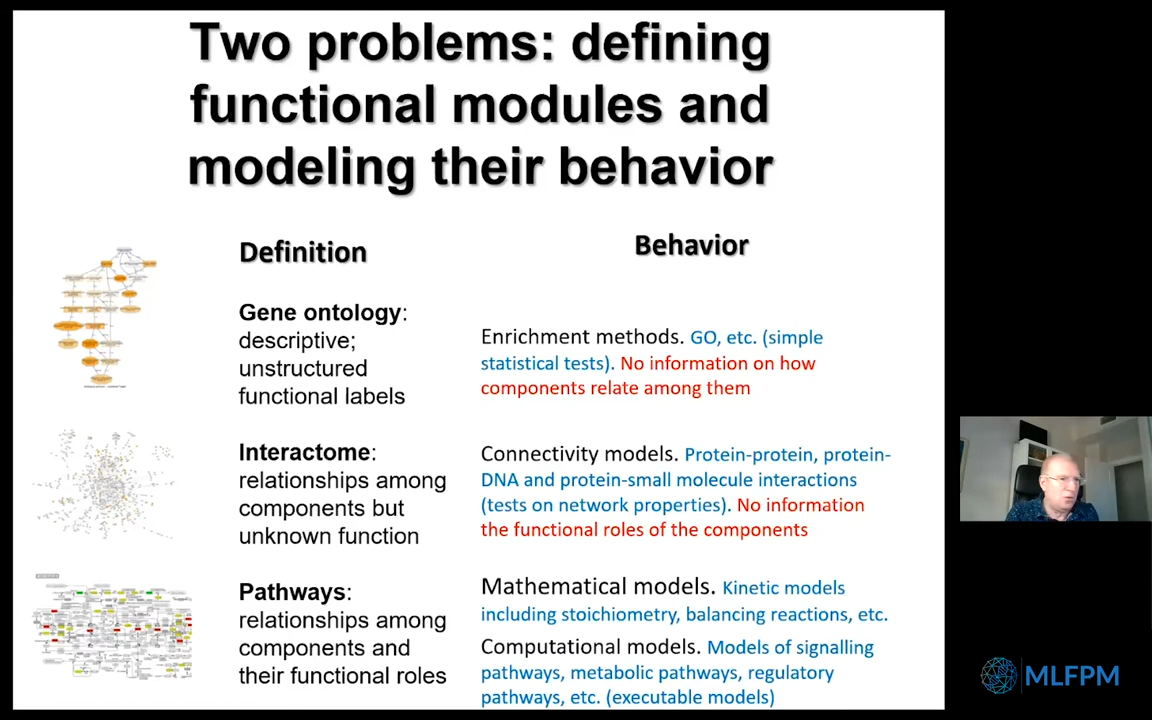 Two problems: defining
functional modules and
modeling their behavior
Definition
Behavior
Gene ontology:
descriptive;
unstructured
functional labels
Enrichment methods. GO, etc. (simple
statistical tests). No information on how
components relate among them
Interactome:
relationships among
components but
unknown function
Connectivity models. Protein-protein, protein-
DNA and protein-small molecule interactions
(tests on network properties). No information
the functional roles of the components
Pathways:
relationships among
components and
their functional roles
Mathematical models. Kinetic models
including stoichiometry, balancing reactions, etc.
Computational models. Models of signalling
pathways, metabolic pathways, regulatory
pathways, etc. (executable models)
MLFPM